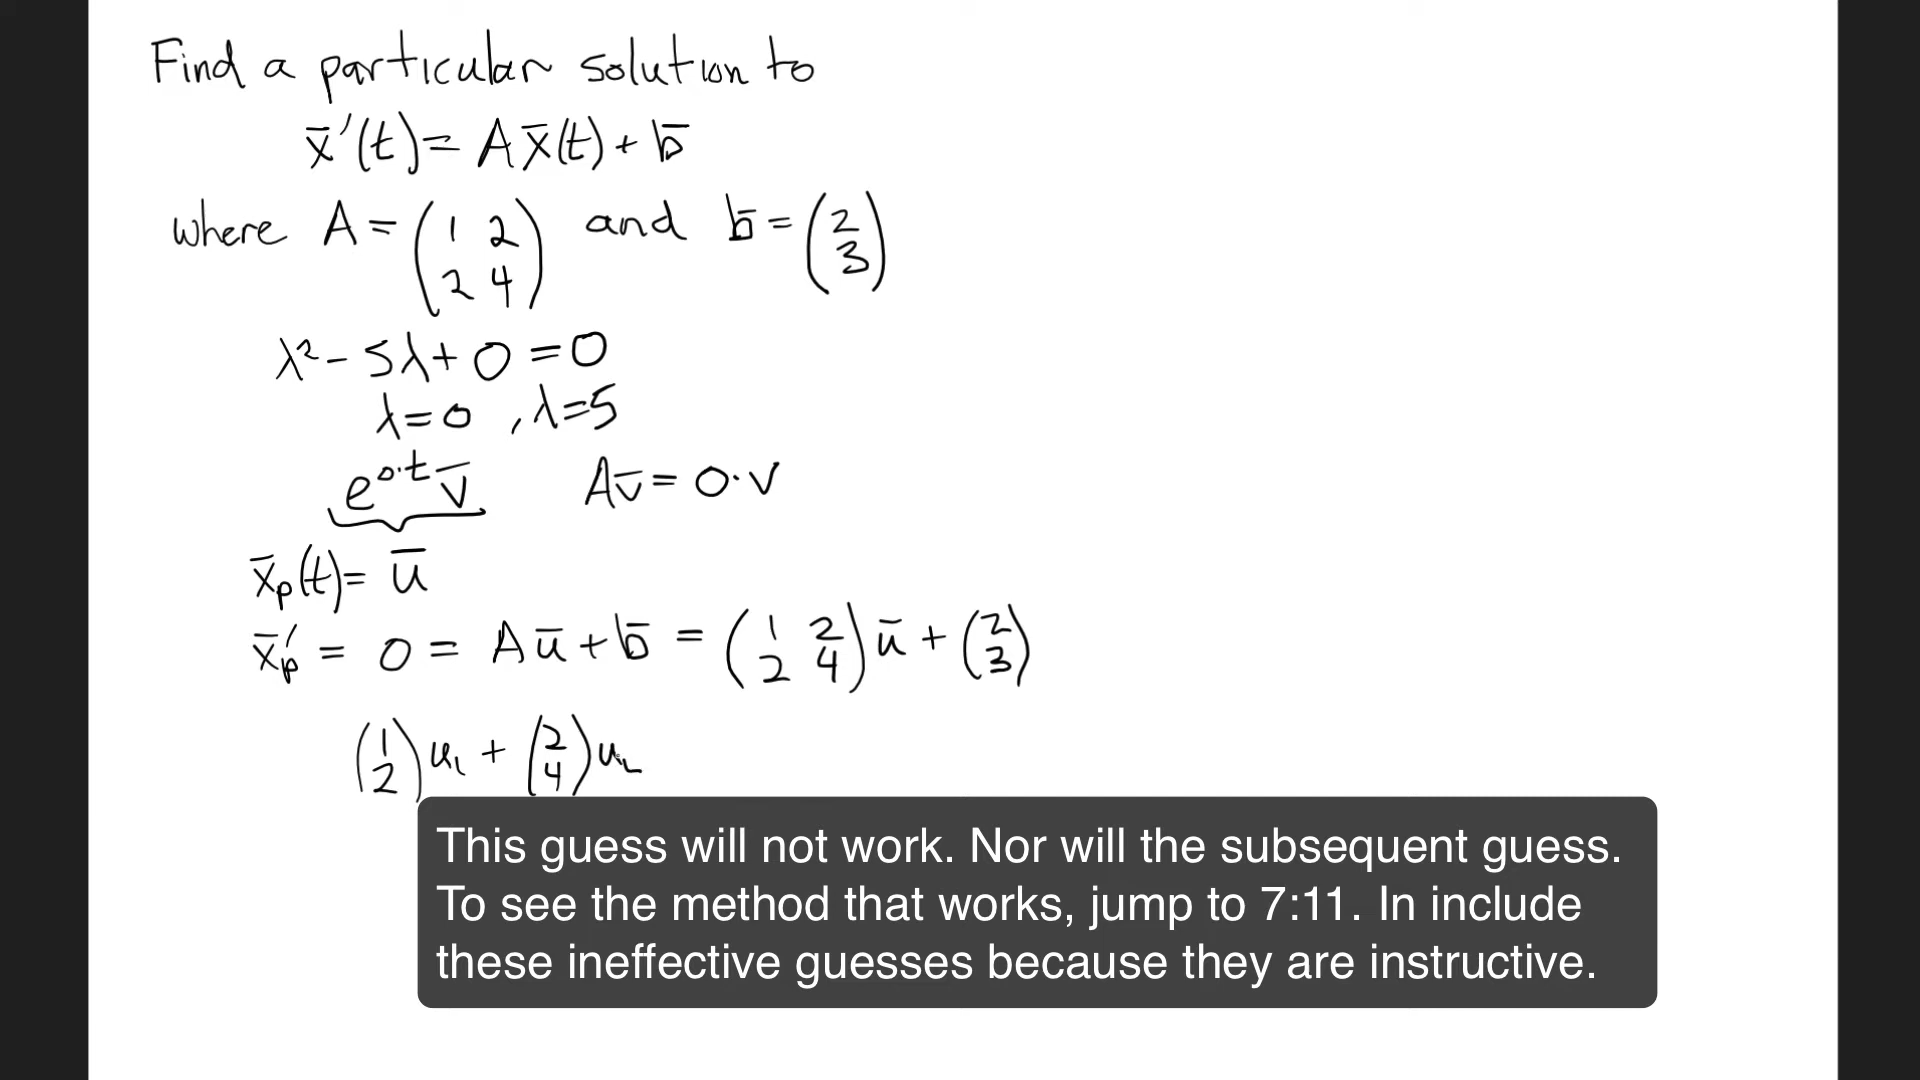 Find a particular solution to
x̄'(t) = A x̄(t) + b̄
where A = (1 2; 2 4) and b̄ = (2; 3)
λ² - 5λ + 0 = 0
λ = 0, λ = 5
e^{0·t} v̄ Av̄ = 0·v
x̄p(t) = ū
x̄p' = 0 = Aū + b̄ = (1 2; 2 4) ū + (2; 3)
(1; 2) u₁ + (2; 4) u₂
This guess will not work. Nor will the subsequent guess.
To see the method that works, jump to 7:11. In include
these ineffective guesses because they are instructive.